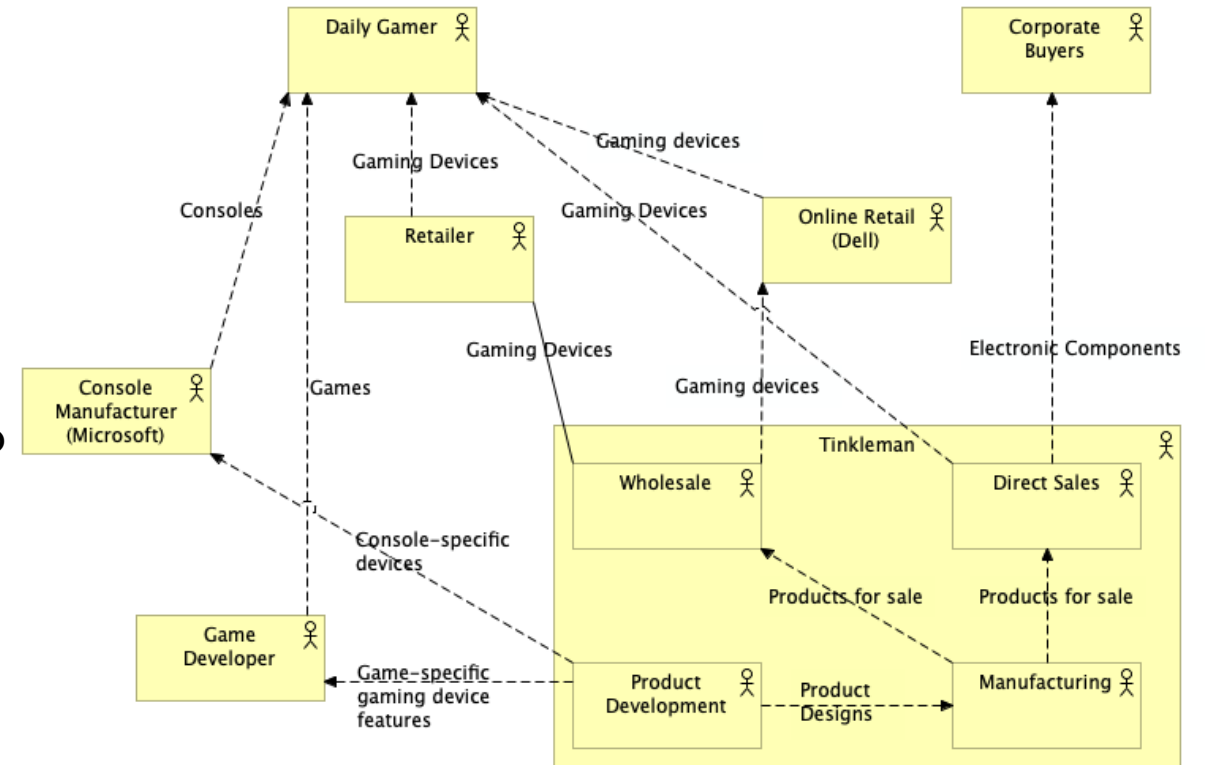 Daily Gamer
Corporate
Buyers
Gaming devices
Gaming Devices
Consoles
Gaming Devices
Online Retail
(Dell)
Retailer
Gaming Devices
Electronic Components
Console
Manufacturer
(Microsoft)
Games
Gaming devices
Tinkleman
Wholesale
Direct Sales
Console-specific
devices
Products for sale
Products for sale
Game
Developer
Game-specific
gaming device
features
Product
Development
Product
Designs
Manufacturing